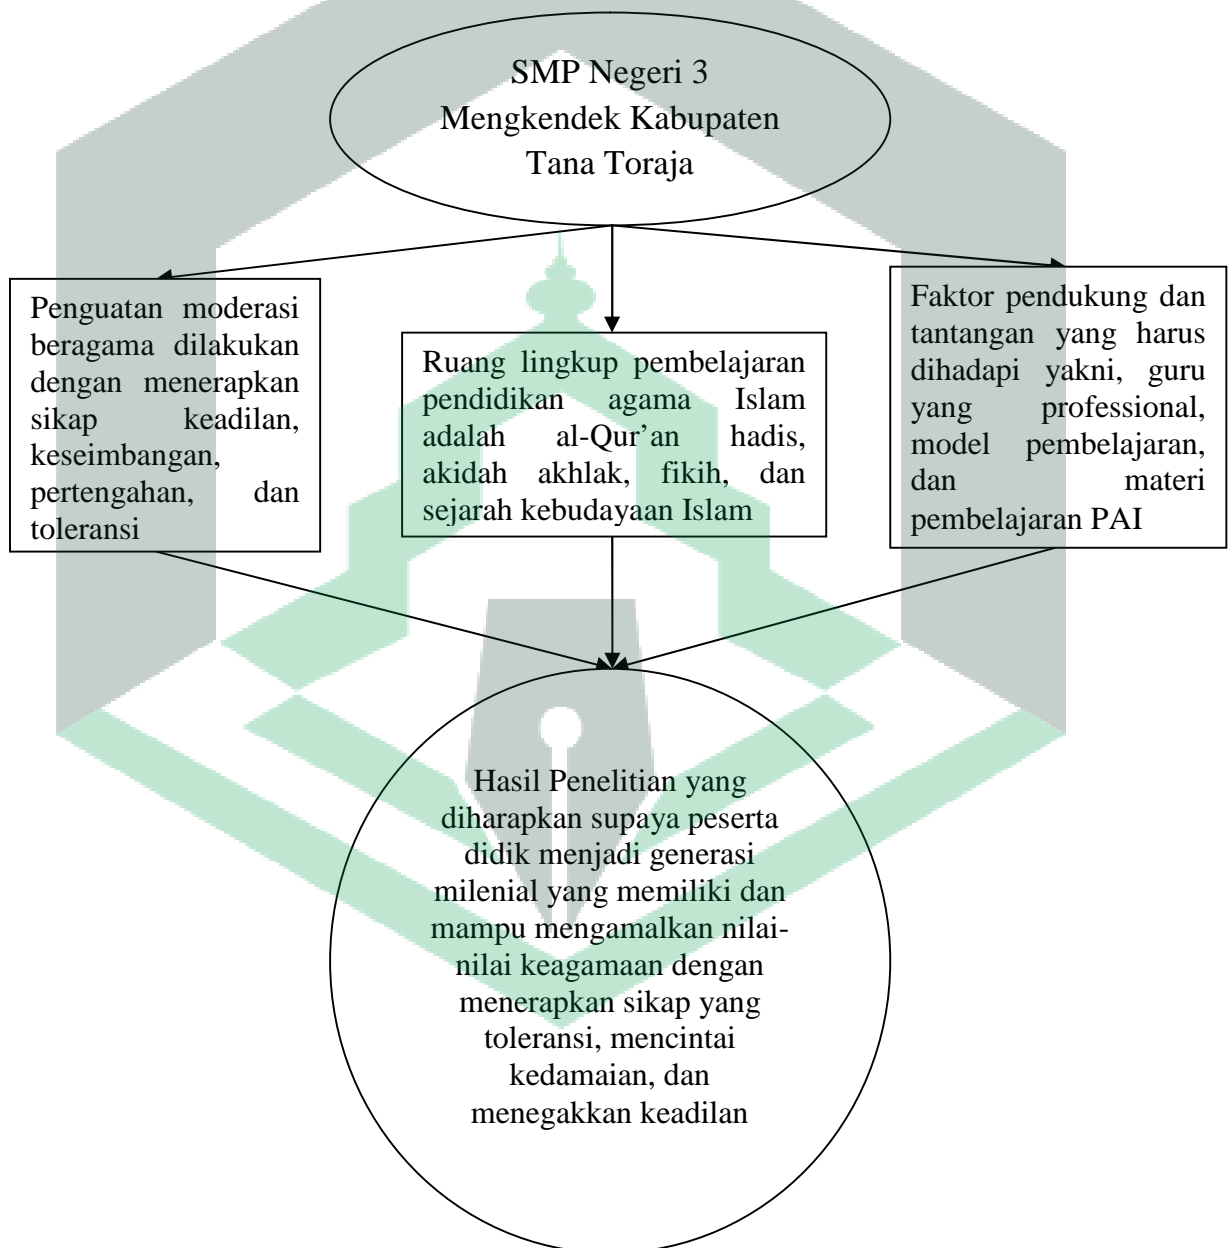 SMP Negeri 3
Mengkendek Kabupaten
Tana Toraja
Penguatan moderasi
beragama dilakukan
dengan menerapkan
sikap keadilan,
keseimbangan,
pertengahan, dan
toleransi
Ruang lingkup pembelajaran
pendidikan agama Islam
adalah al-Qur’an hadis,
akidah akhlak, fikih, dan
sejarah kebudayaan Islam
Faktor pendukung dan
tantangan yang harus
dihadapi yakni, guru
yang professional,
model pembelajaran,
dan materi
pembelajaran PAI
Hasil Penelitian yang
diharapkan supaya peserta
didik menjadi generasi
milenial yang memiliki dan
mampu mengamalkan nilai-
nilai keagamaan dengan
menerapkan sikap yang
toleransi, mencintai
kedamaian, dan
menegakkan keadilan